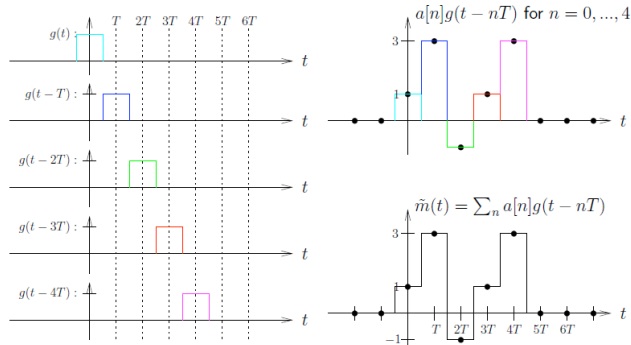 g(t) :
T 2T 3T 4T 5T 6T
t
g(t − T) :
t
g(t − 2T) :
t
g(t − 3T) :
t
g(t − 4T) :
t
a[n]g(t − nT) for n = 0, ..., 4
3
1
t
m̃(t) = ∑ₙ a[n]g(t − nT)
3
1
−1
T 2T 3T 4T 5T 6T
t